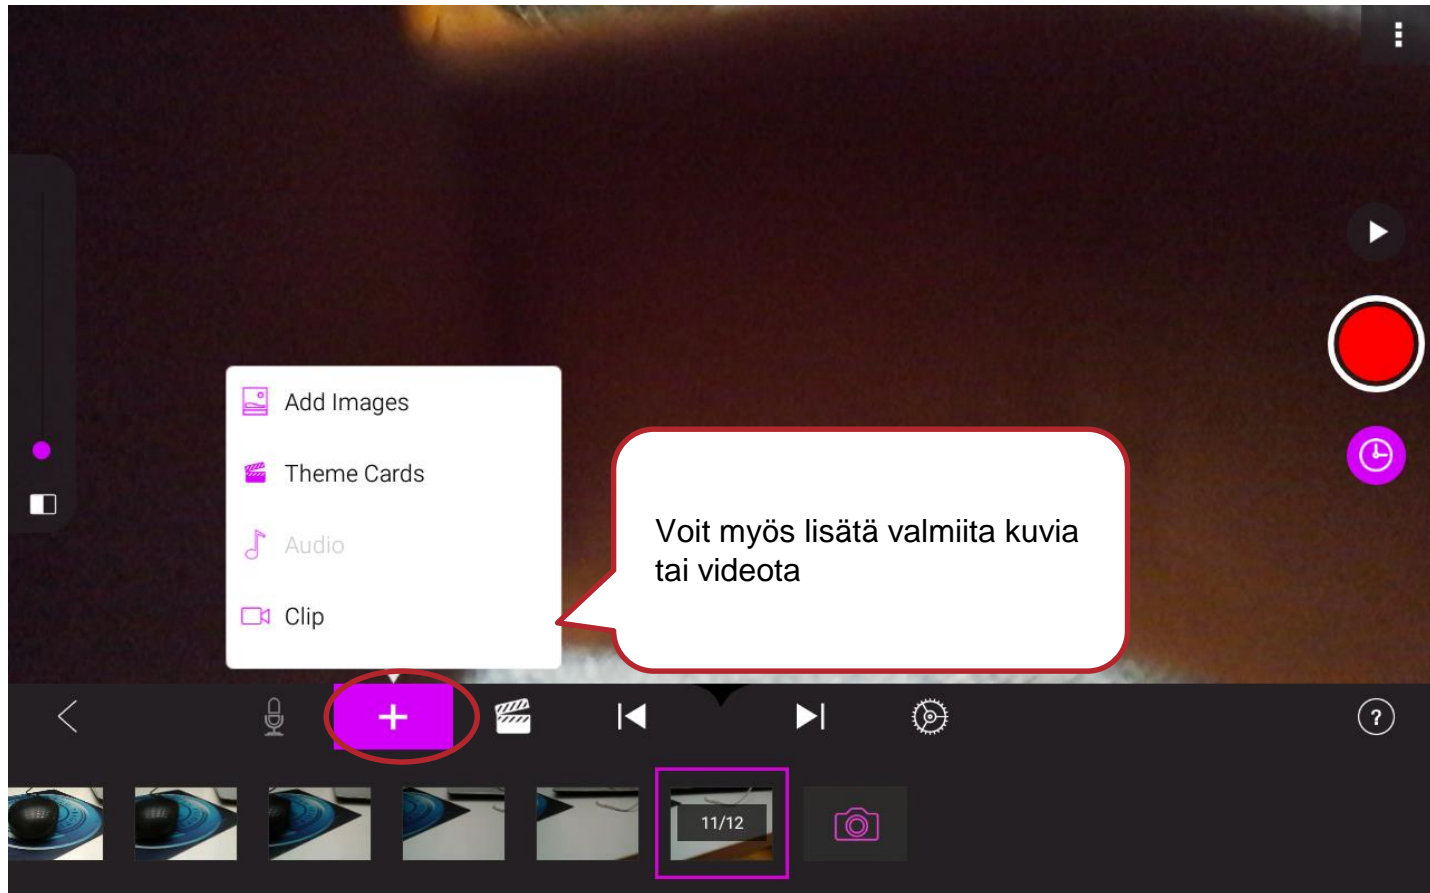 Add Images
Theme Cards
Audio
Clip
Voit myös lisätä valmiita kuvia
tai videota
?
11/12